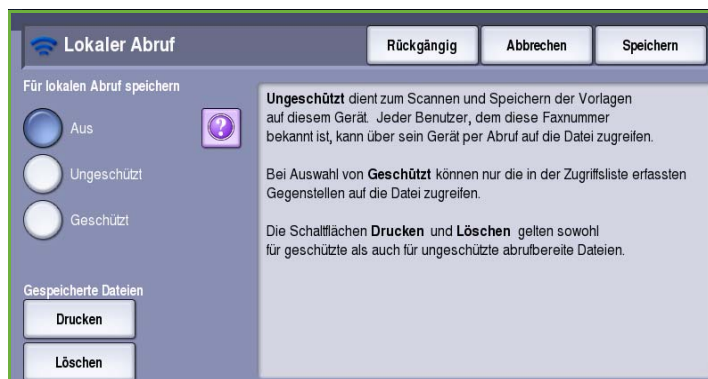 Lokaler Abruf
Rückgängig
Abbrechen
Speichern
Für lokalen Abruf speichern
Aus
?
Ungeschützt
Geschützt
Gespeicherte Dateien
Drucken
Löschen
Ungeschützt dient zum Scannen und Speichern der Vorlagen
auf diesem Gerät. Jeder Benutzer, dem diese Faxnummer
bekannt ist, kann über sein Gerät per Abruf auf die Datei zugreifen.
Bei Auswahl von Geschützt können nur die in der Zugriffsliste erfassten
Gegenstellen auf die Datei zugreifen.
Die Schaltflächen Drucken und Löschen gelten sowohl
für geschützte als auch für ungeschützte abrufbereite Dateien.